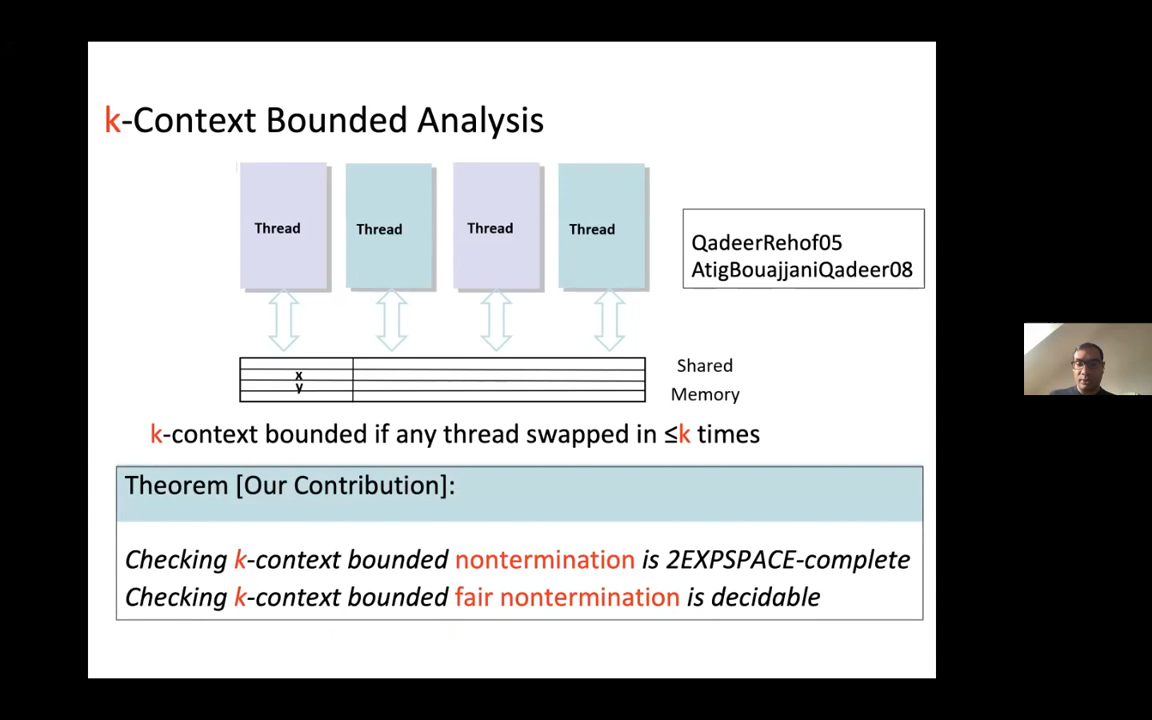 k-Context Bounded Analysis
Thread
Thread
Thread
Thread
QadeerRehof05
AtigBouajjaniQadeer08
x
y
Shared
Memory
k-context bounded if any thread swapped in ≤k times
Theorem [Our Contribution]:
Checking k-context bounded nontermination is 2EXPSPACE-complete
Checking k-context bounded fair nontermination is decidable